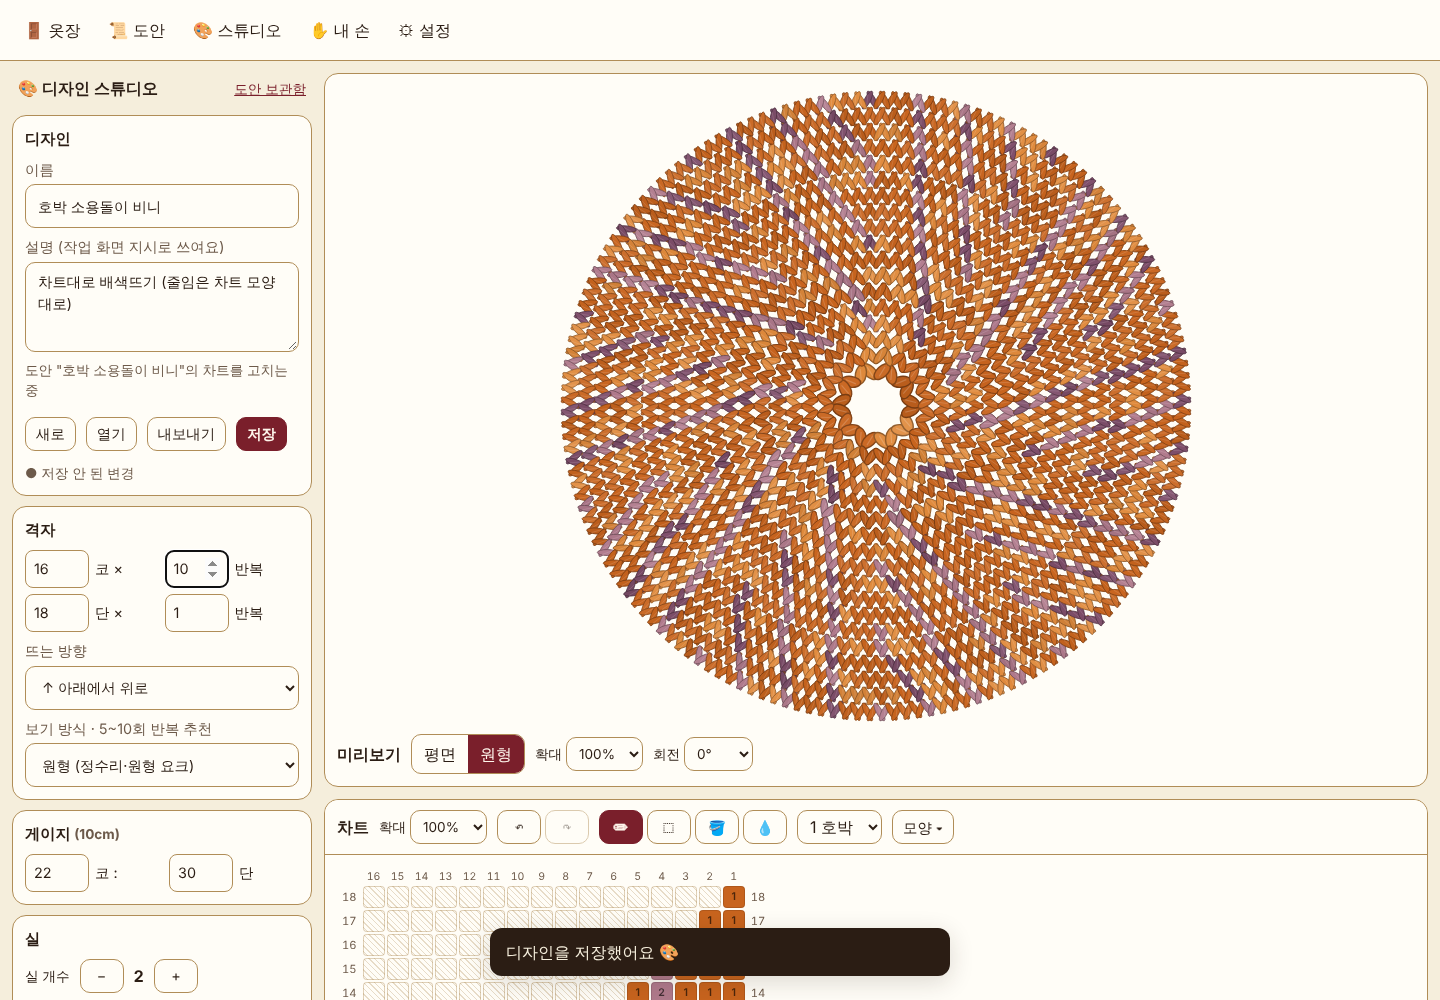 🚪 옷장 📜 도안 🎨 스튜디오 ✋ 내 손 ⛭ 설정
🎨 디자인 스튜디오 도안 보관함
디자인
이름
호박 소용돌이 비니
설명 (작업 화면 지시로 쓰여요)
차트대로 배색뜨기 (줄임은 차트 모양
대로)
도안 "호박 소용돌이 비니"의 차트를 고치는
중
새로 열기 내보내기 저장
● 저장 안 된 변경
격자
16 코 × 10 반복
18 단 × 1 반복
뜨는 방향
↑ 아래에서 위로
보기 방식 · 5~10회 반복 추천
원형 (정수리·원형 요크)
게이지 (10cm)
22 코 : 30 단
실
실 개수 − 2 +
미리보기 평면 원형 확대 100% 회전 0°
차트 확대 100% ↶ ↷ ✏ ⬚ 🪣 💧 1 호박 모양 ▾
16 15 14 13 12 11 10 9 8 7 6 5 4 3 2 1
18 1 18
17 1 1 17
16
15
14 1 2 1 1 1 14
디자인을 저장했어요 🎨